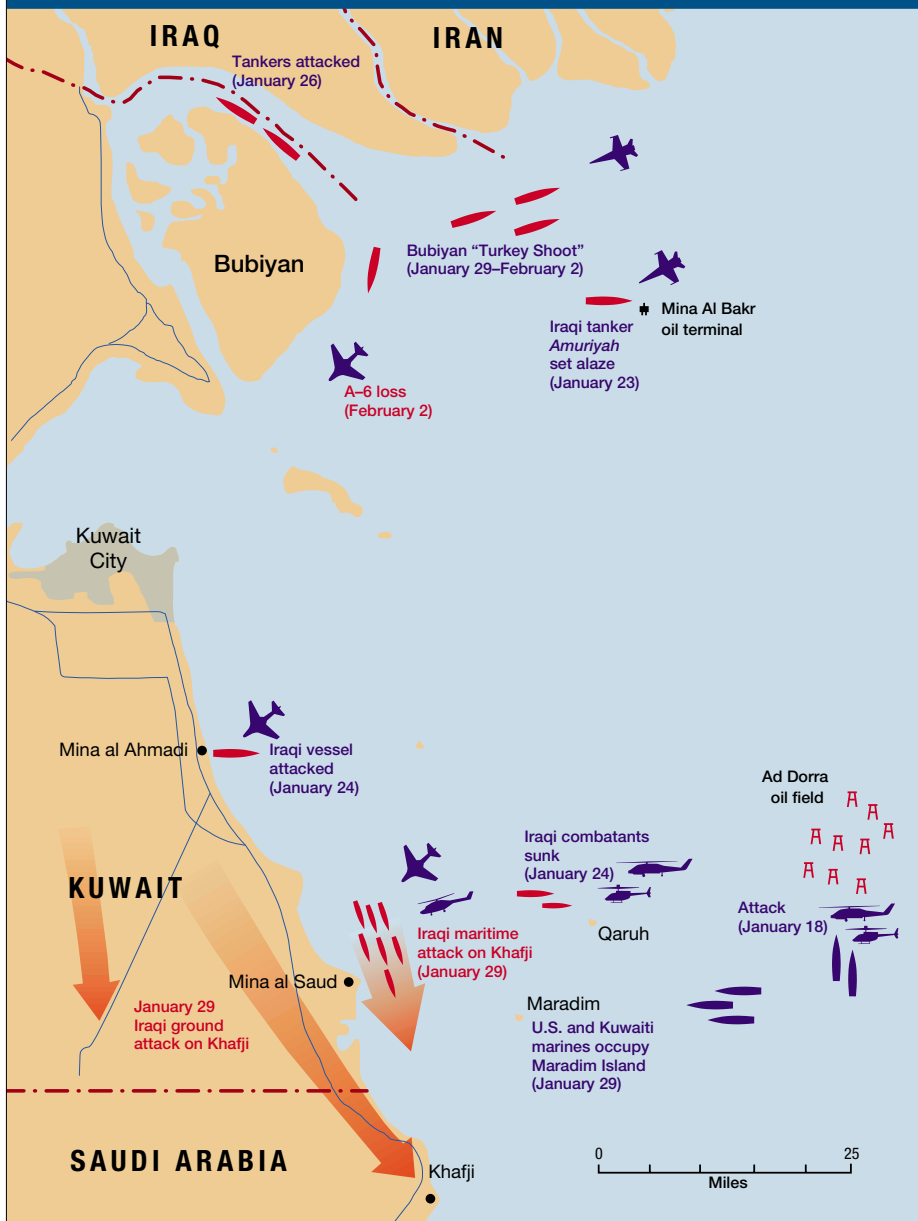 IRAQ
IRAN
Tankers attacked
(January 26)
Bubiyan
Bubiyan “Turkey Shoot”
(January 29–February 2)
Mina Al Bakr
oil terminal
Iraqi tanker
Amuriyah
set alaze
(January 23)
A–6 loss
(February 2)
Kuwait
City
Mina al Ahmadi
Iraqi vessel
attacked
(January 24)
Ad Dorra
oil field
Iraqi combatants
sunk
(January 24)
KUWAIT
Attack
(January 18)
Iraqi maritime
attack on Khafji
(January 29)
Qaruh
Mina al Saud
January 29
Iraqi ground
attack on Khafji
Maradim
U.S. and Kuwaiti
marines occupy
Maradim Island
(January 29)
SAUDI ARABIA
Khafji
0 25
Miles